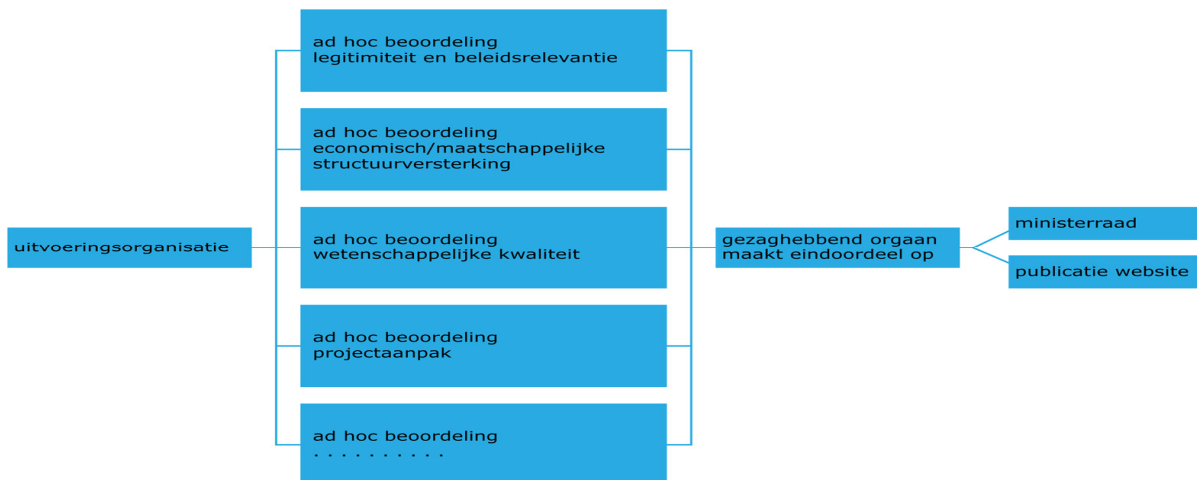 ad hoc beoordeling
legitimiteit en beleidsrelevantie
ad hoc beoordeling
economisch/maatschappelijke
structuurversterking
uitvoeringsorganisatie
ad hoc beoordeling
wetenschappelijke kwaliteit
gezaghebbend orgaan
maakt eindoordeel op
ministerraad
publicatie website
ad hoc beoordeling
projectaanpak
ad hoc beoordeling
. . . . . . . . . .